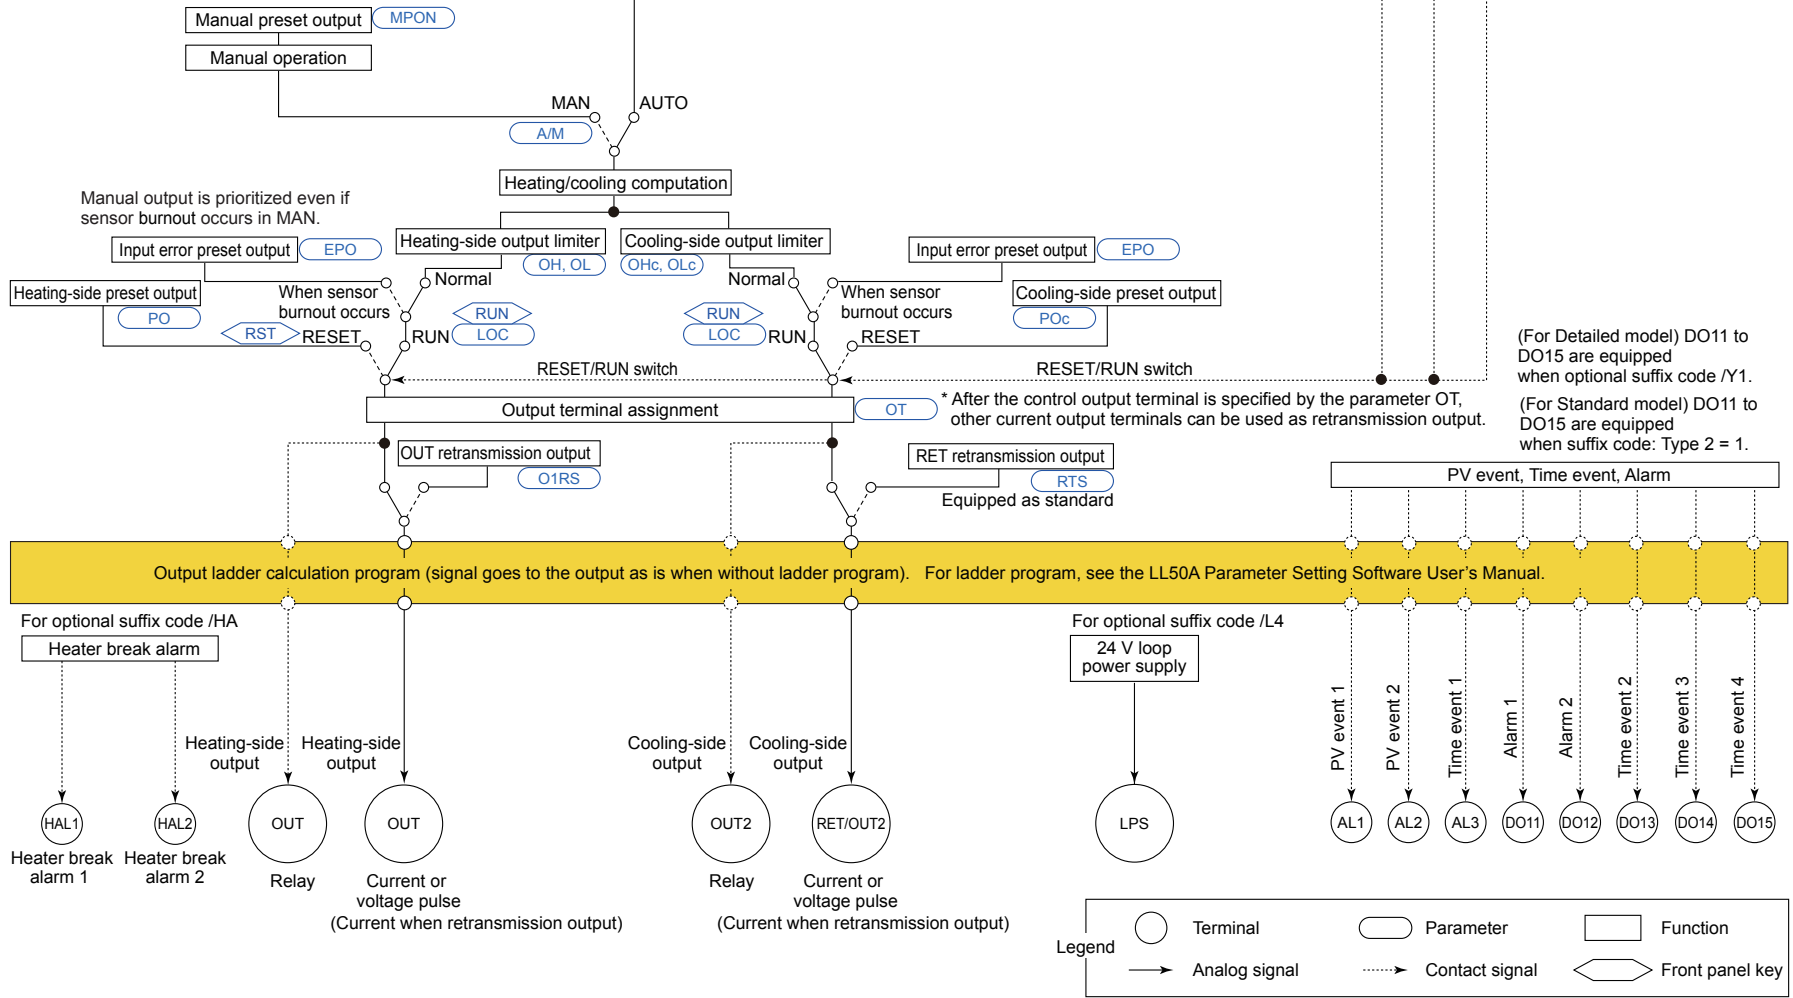 Manual preset output
MPON
Manual operation
MAN
AUTO
A/M
Heating/cooling computation
Manual output is prioritized even if
sensor burnout occurs in MAN.
Input error preset output
EPO
Heating-side output limiter
OH, OL
Cooling-side output limiter
OHc, OLc
Input error preset output
EPO
Heating-side preset output
PO
When sensor
burnout occurs
Normal
Normal
When sensor
burnout occurs
Cooling-side preset output
POc
RST
RESET
RUN
RUN
LOC
RUN
LOC
RUN
RESET
RESET/RUN switch
RESET/RUN switch
(For Detailed model) DO11 to
DO15 are equipped
when optional suffix code /Y1.
(For Standard model) DO11 to
DO15 are equipped
when suffix code: Type 2 = 1.
Output terminal assignment
OT
* After the control output terminal is specified by the parameter OT,
other current output terminals can be used as retransmission output.
OUT retransmission output
O1RS
RET retransmission output
RTS
Equipped as standard
PV event, Time event, Alarm
Output ladder calculation program (signal goes to the output as is when without ladder program). For ladder program, see the LL50A Parameter Setting Software User's Manual.
For optional suffix code /HA
Heater break alarm
For optional suffix code /L4
24 V loop
power supply
Heating-side
output
Heating-side
output
Cooling-side
output
Cooling-side
output
PV event 1
PV event 2
Time event 1
Alarm 1
Alarm 2
Time event 2
Time event 3
Time event 4
HAL1
HAL2
OUT
OUT
OUT2
RET/OUT2
LPS
AL1
AL2
AL3
DO11
DO12
DO13
DO14
DO15
Heater break
alarm 1
Heater break
alarm 2
Relay
Current or
voltage pulse
(Current when retransmission output)
Relay
Current or
voltage pulse
(Current when retransmission output)
Legend
Terminal
Parameter
Function
Analog signal
Contact signal
Front panel key